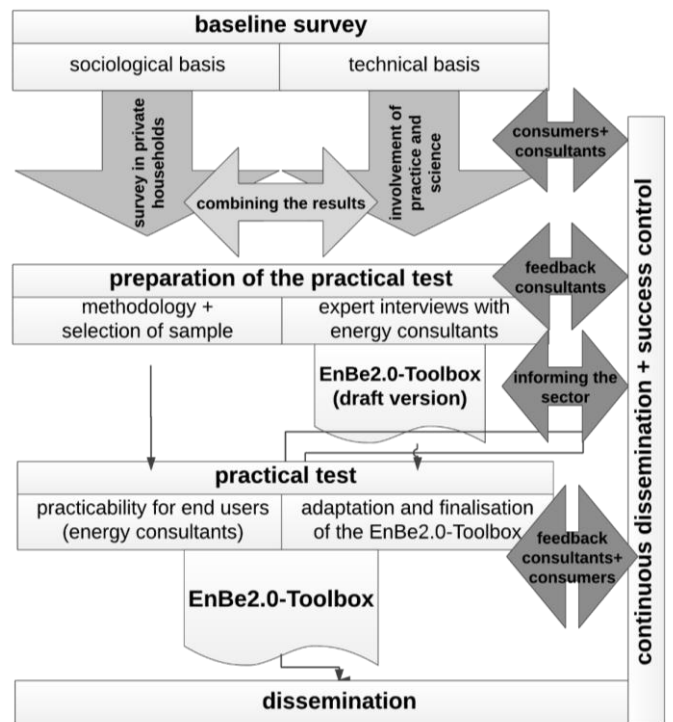 baseline survey
sociological basis
technical basis
survey in private
households
involvement of
practice and
science
consumers+
consultants
combining the results
preparation of the practical test
feedback
consultants
methodology +
selection of sample
expert interviews with
energy consultants
EnBe2.0-Toolbox
(draft version)
informing the
sector
practical test
practicability for end users
(energy consultants)
adaptation and finalisation
of the EnBe2.0-Toolbox
feedback
consultants+
consumers
EnBe2.0-Toolbox
dissemination
continuous dissemination + success control